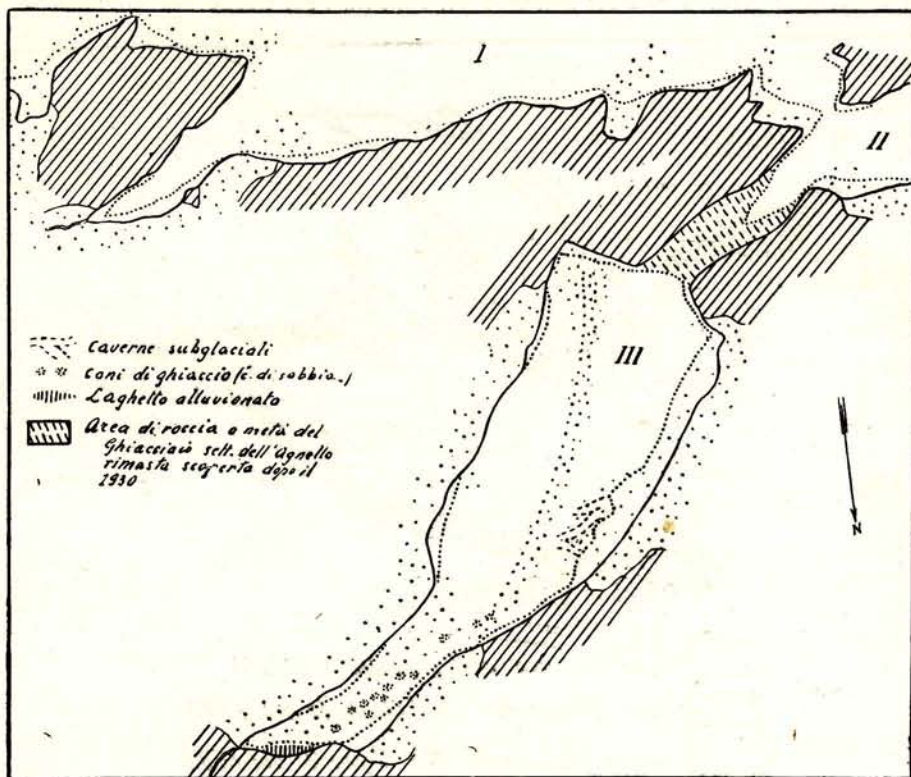 I
II
III
Caverne subglaciali
Coni di ghiaccio (c. di sabbia..)
Laghetto alluvionato
Area di roccia a metà del
Ghiacciaio sett. dell'Agnello
rimasta scoperta dopo il
1930
N